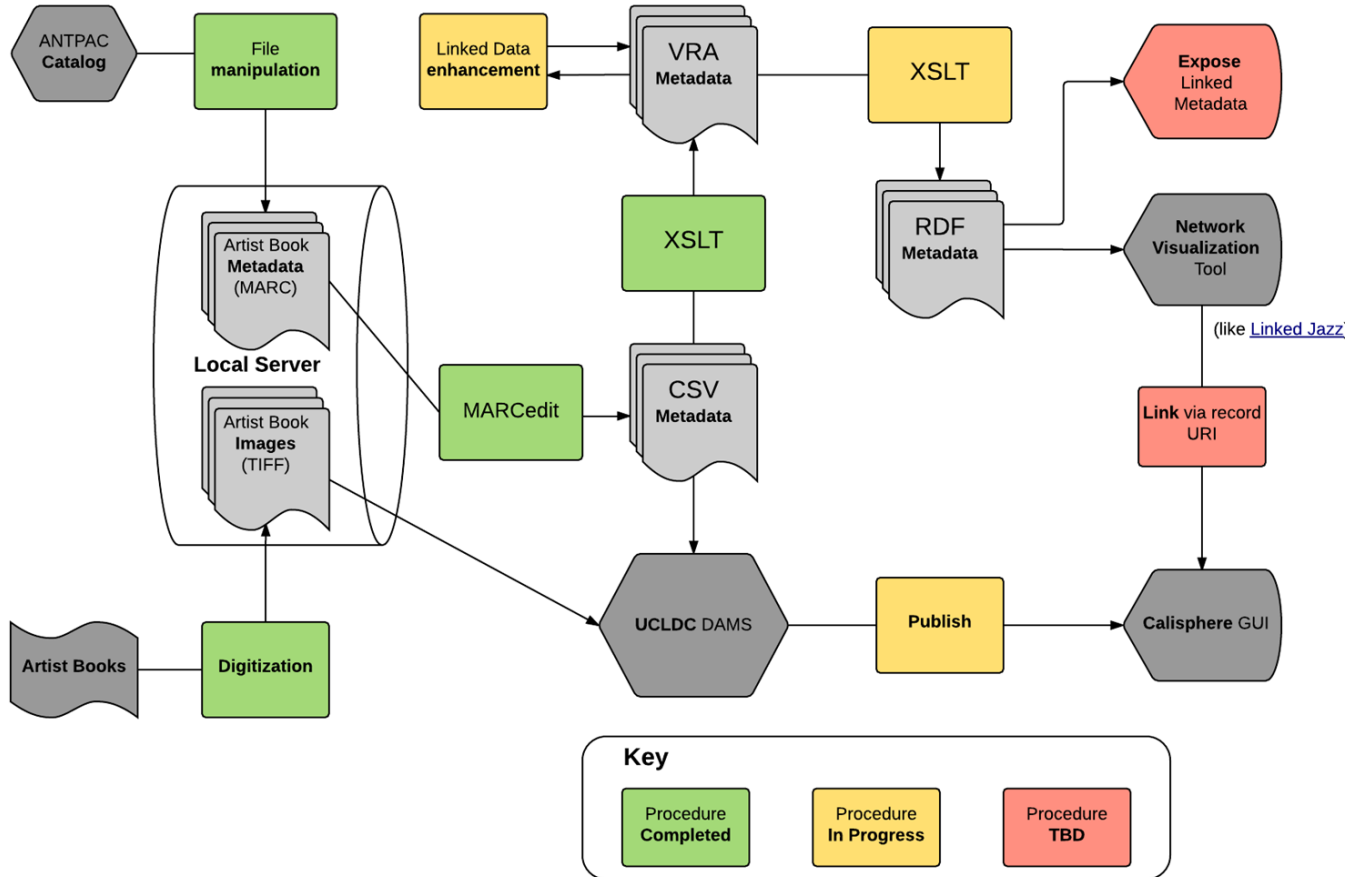 ANTPAC
Catalog
File
manipulation
Linked Data
enhancement
VRA
Metadata
XSLT
Expose
Linked
Metadata
Artist Book
Metadata
(MARC)
Local Server
Artist Book
Images
(TIFF)
XSLT
RDF
Metadata
Network
Visualization
Tool
(like Linked Jazz)
MARCedit
CSV
Metadata
Link via record
URI
Artist Books
Digitization
UCLDC DAMS
Publish
Calisphere GUI
Key
Procedure
Completed
Procedure
In Progress
Procedure
TBD